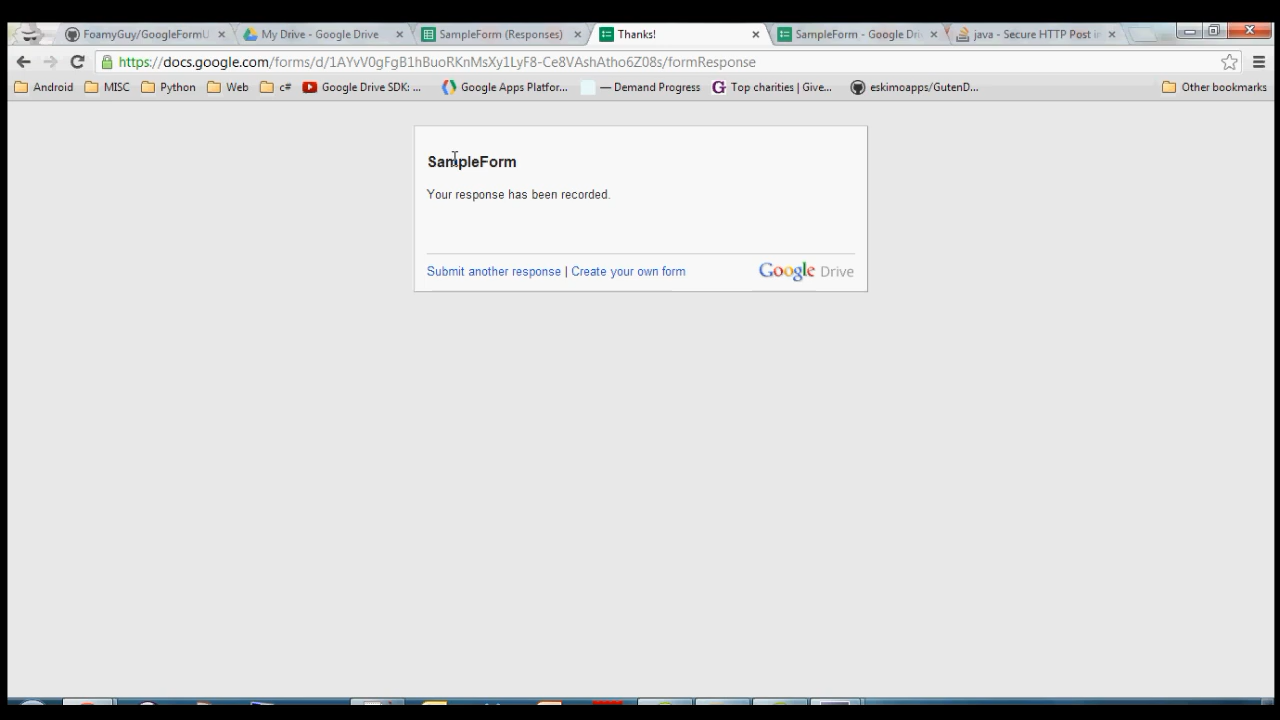 FoamyGuy/GoogleFormU
My Drive - Google Drive
SampleForm (Responses)
Thanks!
SampleForm - Google Dri
java - Secure HTTP Post in
https://docs.google.com/forms/d/1AYvV0gFgB1hBuoRKnMsXy1LyF8-Ce8VAshAtho6Z08s/formResponse
Android
MISC
Python
Web
c#
Google Drive SDK: ...
Google Apps Platfor...
— Demand Progress
Top charities | Give...
eskimoapps/GutenD...
Other bookmarks
SampleForm
Your response has been recorded.
Submit another response | Create your own form
Google Drive